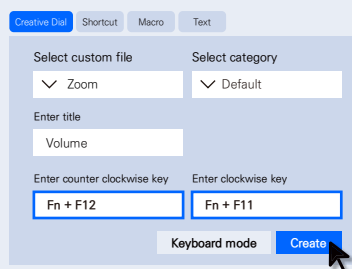 Creative Dial Shortcut Macro Text
Select custom file Select category
Zoom Default
Enter title
Volume
Enter counter clockwise key Enter clockwise key
Fn + F12 Fn + F11
Keyboard mode Create